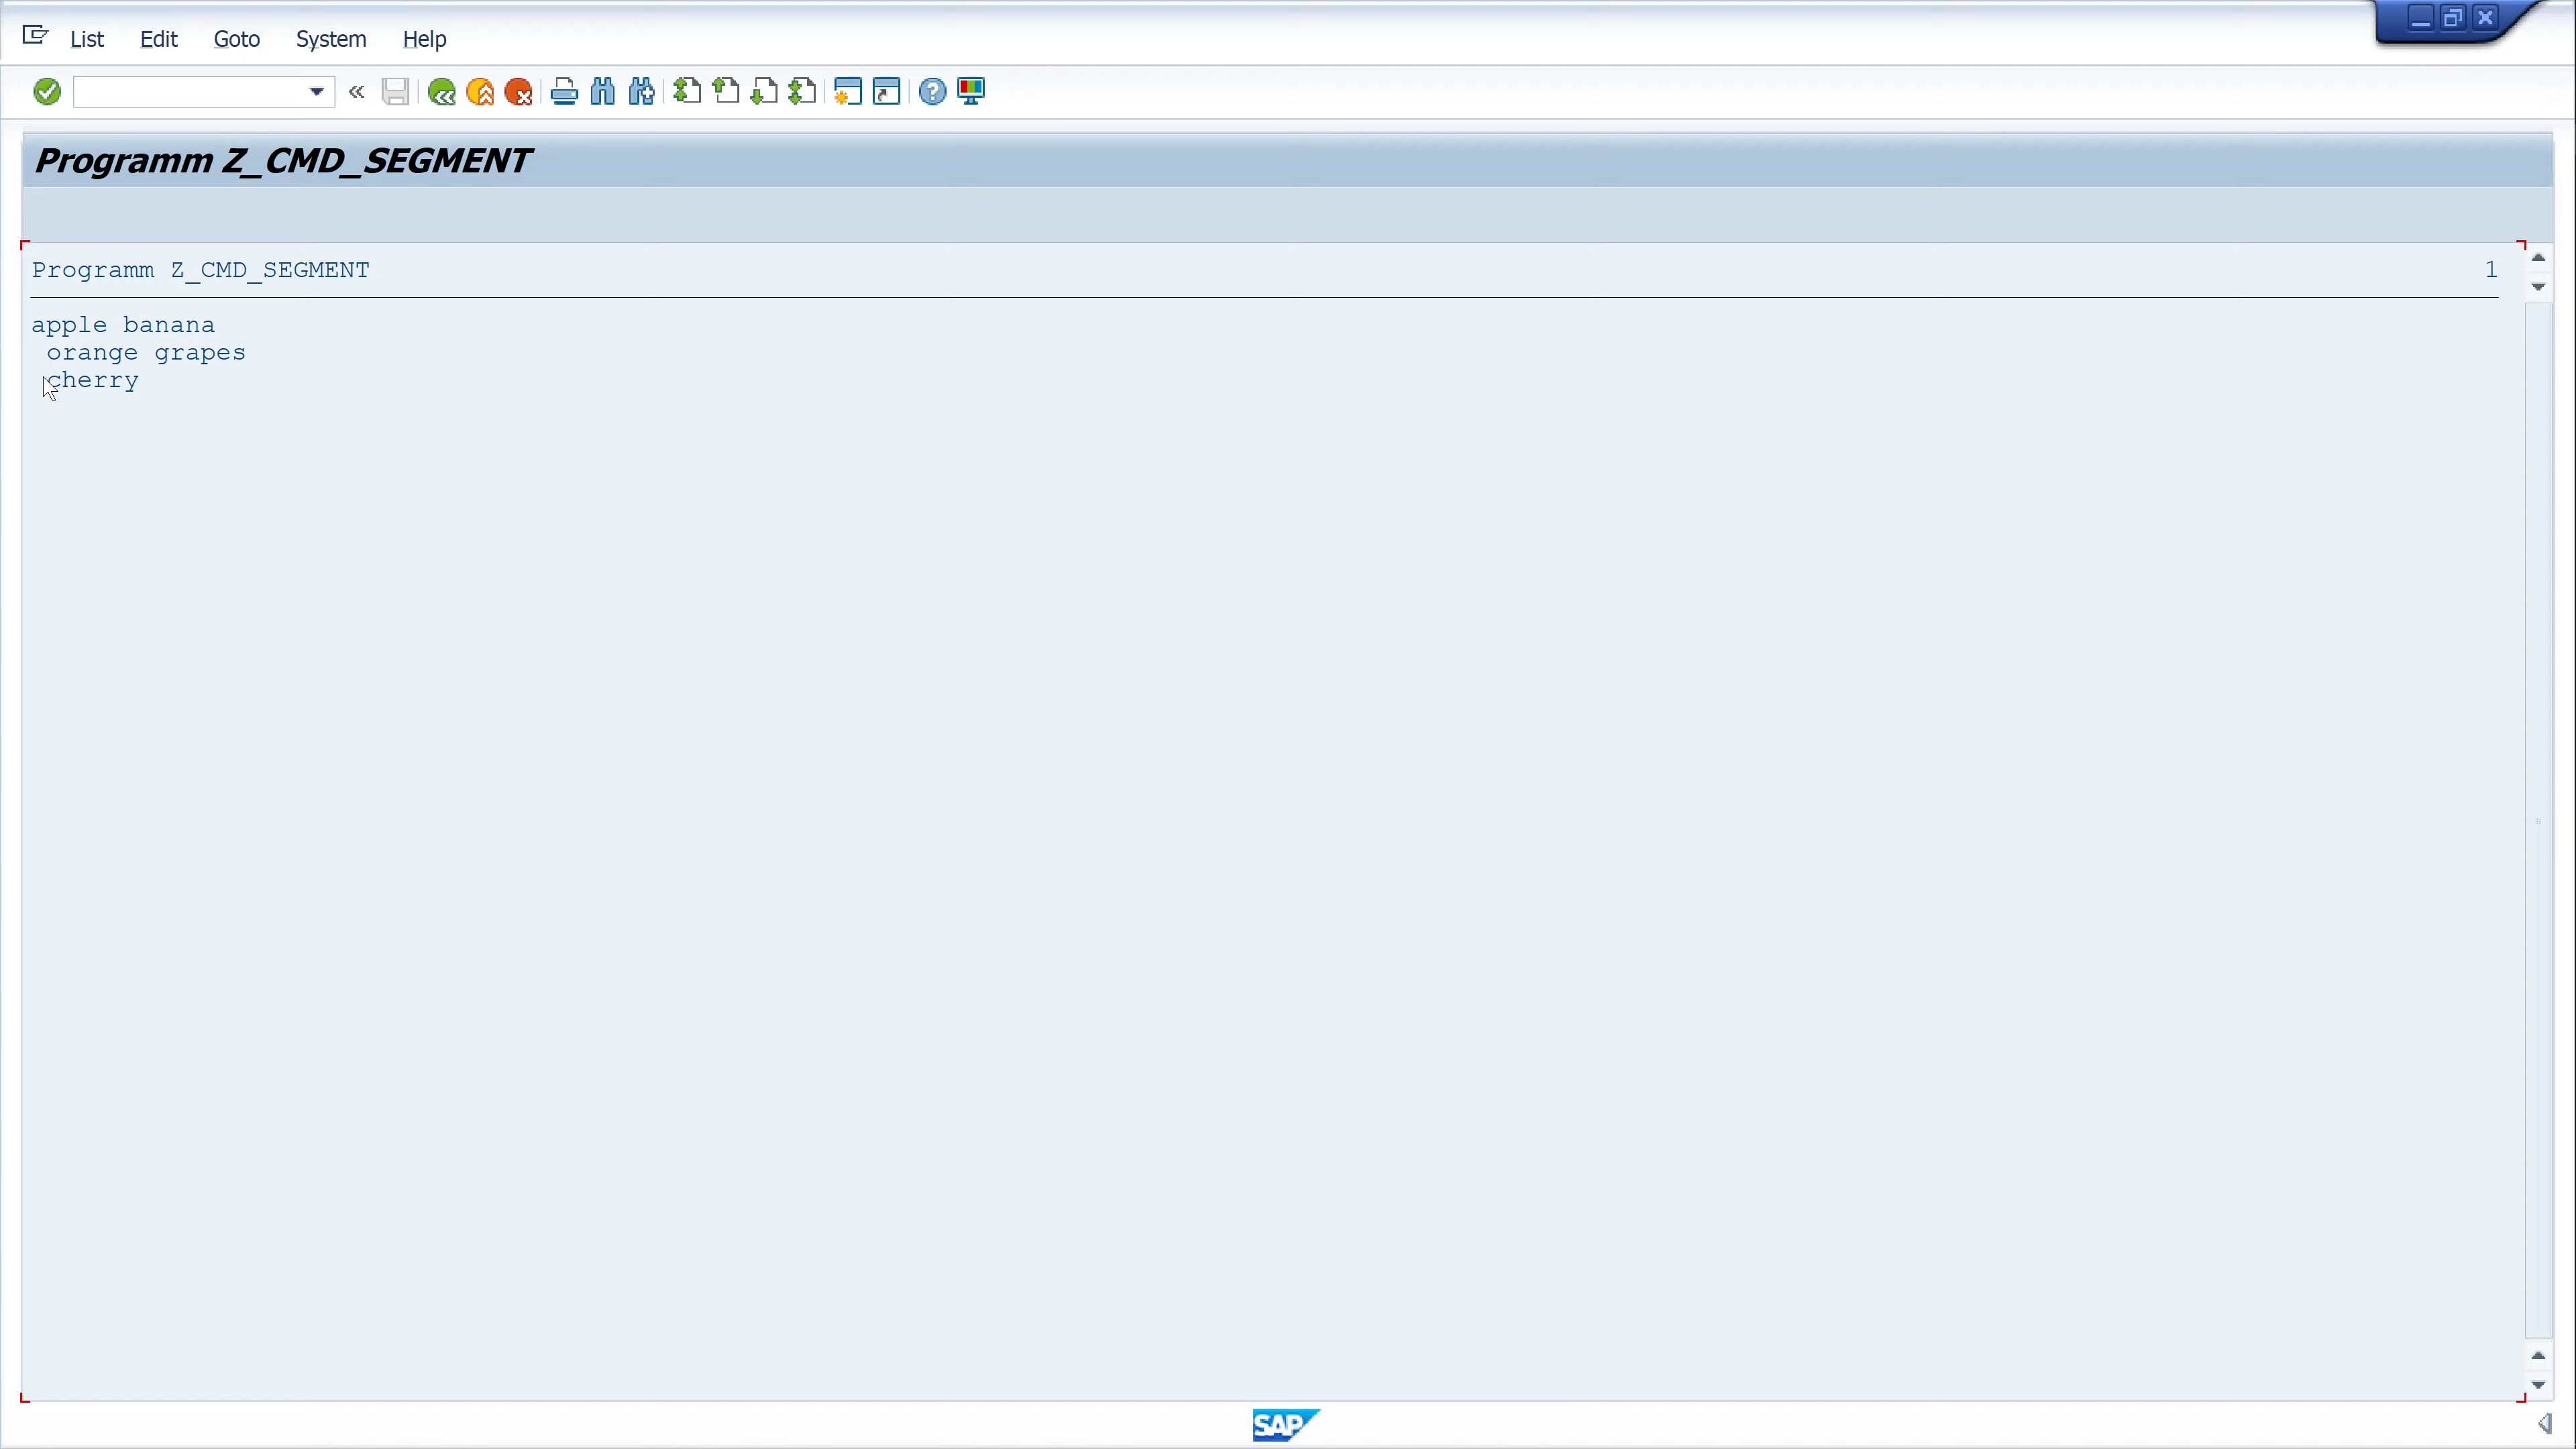 List Edit Goto System Help
Programm Z_CMD_SEGMENT
Programm Z_CMD_SEGMENT 1
apple banana
orange grapes
cherry
SAP